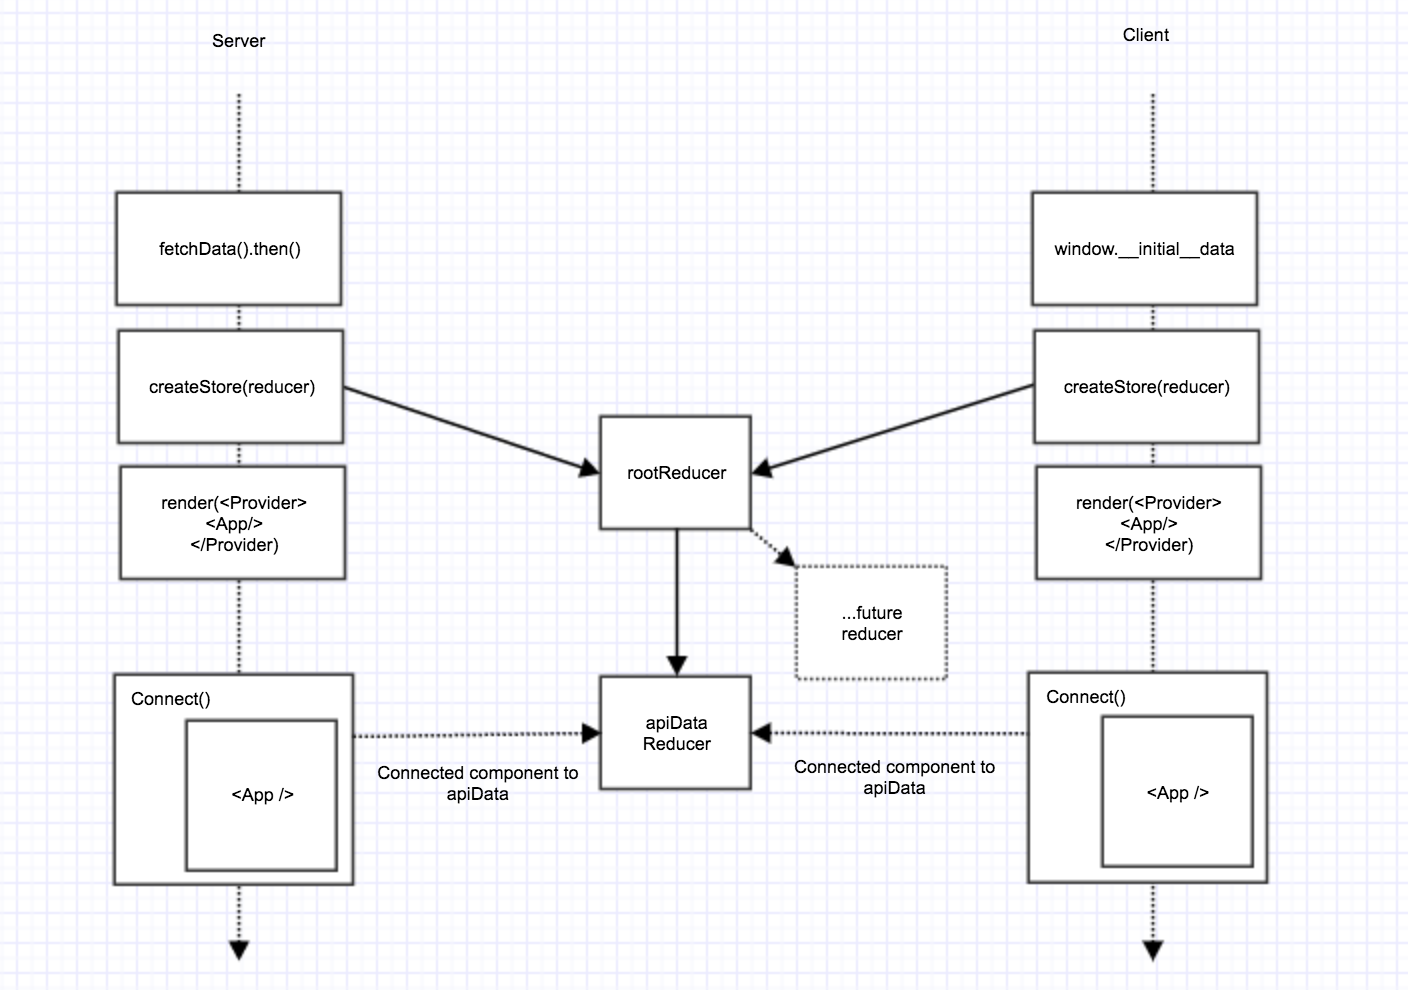 Server
Client
fetchData().then()
window.__initial__data
createStore(reducer)
createStore(reducer)
rootReducer
render(<Provider>
<App/>
</Provider)
render(<Provider>
<App/>
</Provider)
...future
reducer
Connect()
<App />
Connected component to
apiData
apiData
Reducer
Connected component to
apiData
Connect()
<App />